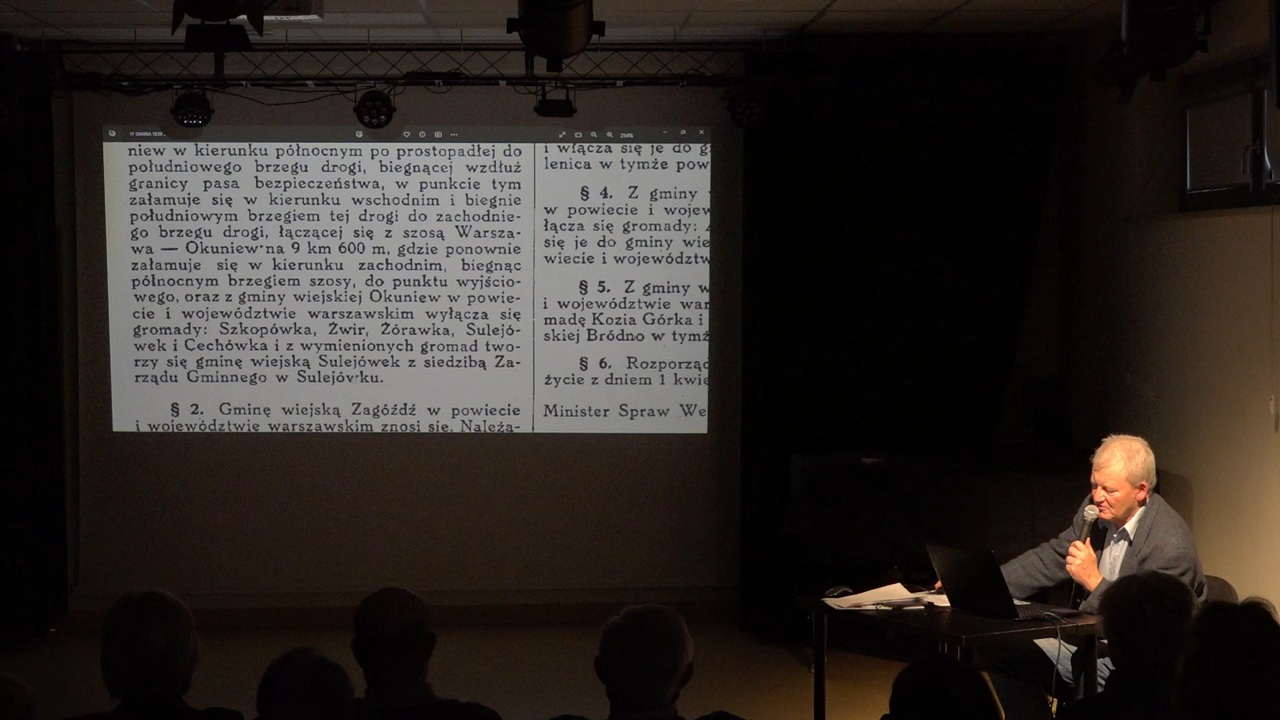 214%
niew w kierunku północnym po prostopadłej do
południowego brzegu drogi, biegnącej wzdłuż
granicy pasa bezpieczeństwa, w punkcie tym
załamuje się w kierunku wschodnim i biegnie
południowym brzegiem tej drogi do zachodnie-
go brzegu drogi, łączącej się z szosą Warsza-
wa — Okuniew na 9 km 600 m, gdzie ponownie
załamuje się w kierunku zachodnim, biegnąc
północnym brzegiem szosy, do punktu wyjścio-
wego, oraz z gminy wiejskiej Okuniew w powie-
cie i województwie warszawskim wyłącza się
gromady: Szkopówka, Żwir, Żórawka, Sulejó-
wek i Cechówka i z wymienionych gromad two-
rzy się gminę wiejską Sulejówek z siedzibą Za-
rządu Gminnego w Sulejówku.
§ 2. Gminę wiejską Zagóźdź w powiecie
i województwie warszawskim znosi się. Należą-
i włącza się je do g
lenica w tymże pow
§ 4. Z gminy
w powiecie i wojew
łącza się gromady:
się je do gminy wie
wiecie i województw
§ 5. Z gminy w
i województwie war
madę Kozia Górka i
skiej Bródno w tymż
§ 6. Rozporząd
życie z dniem 1 kwie
Minister Spraw We